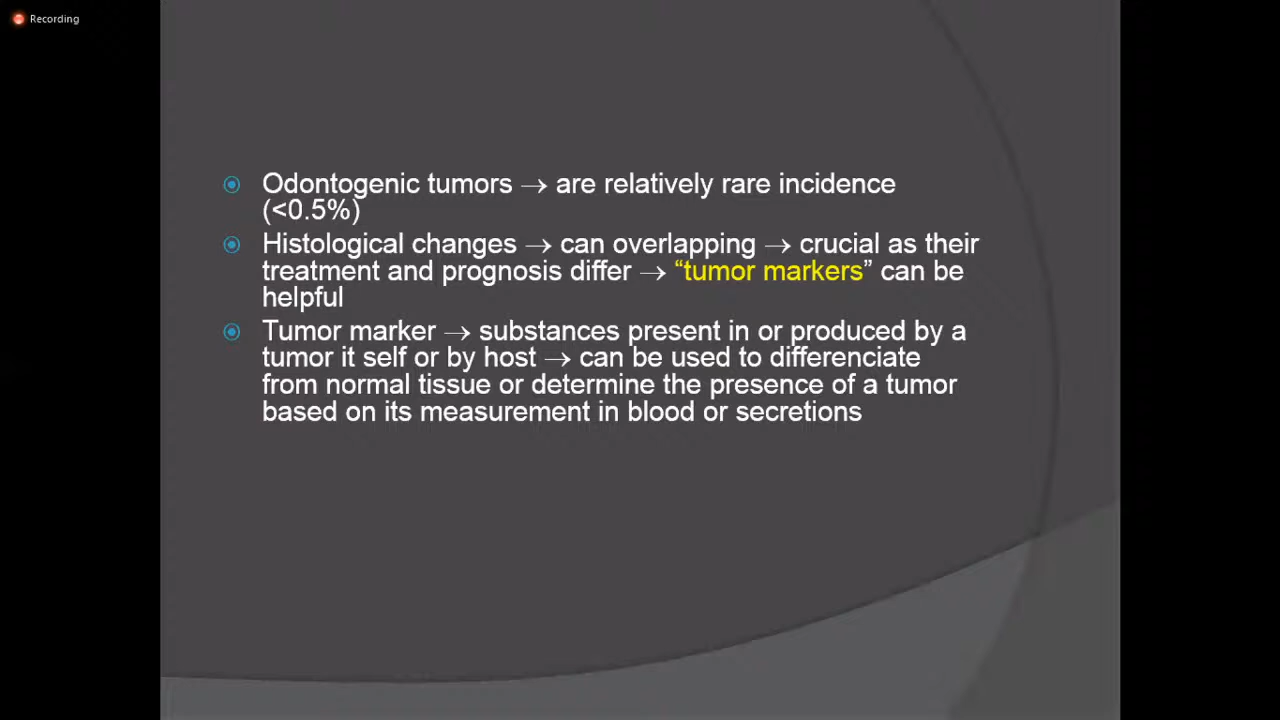 Recording
Odontogenic tumors → are relatively rare incidence
(<0.5%)
Histological changes → can overlapping → crucial as their
treatment and prognosis differ → “tumor markers” can be
helpful
Tumor marker → substances present in or produced by a
tumor it self or by host → can be used to differenciate
from normal tissue or determine the presence of a tumor
based on its measurement in blood or secretions